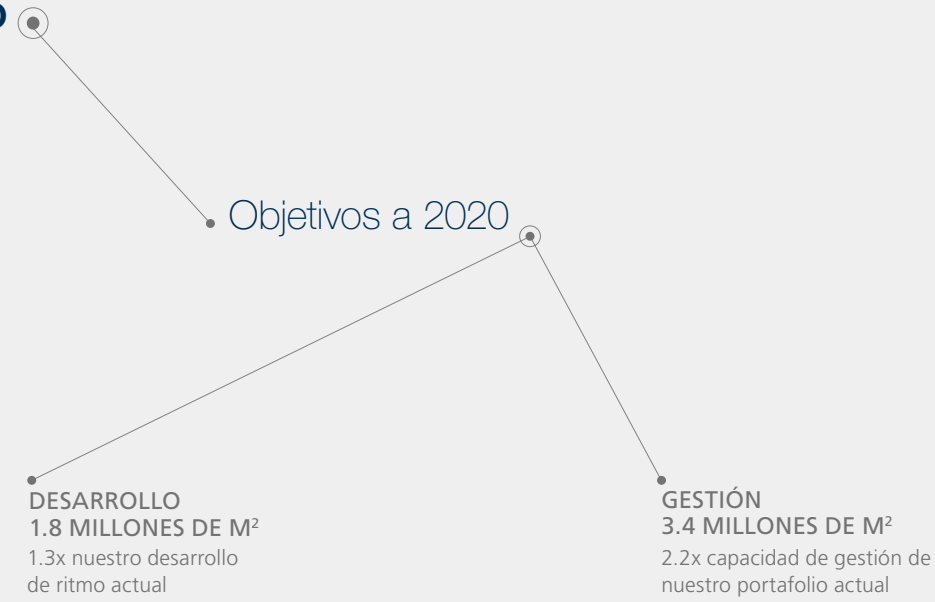 Objetivos a 2020
DESARROLLO
1.8 MILLONES DE M²
1.3x nuestro desarrollo
de ritmo actual
GESTIÓN
3.4 MILLONES DE M²
2.2x capacidad de gestión de
nuestro portafolio actual